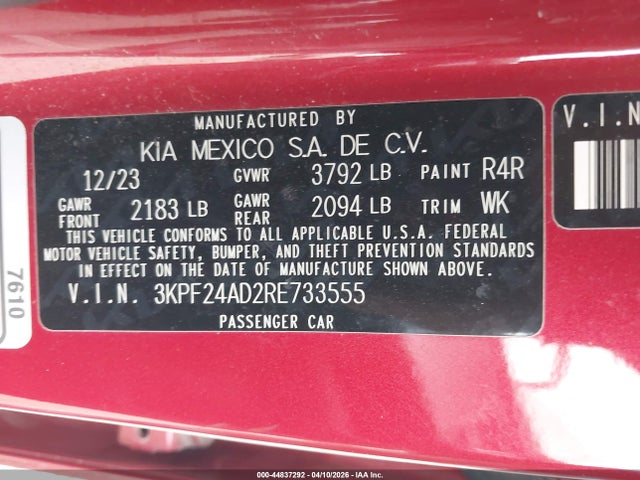 MANUFACTURED BY
KIA MEXICO S.A. DE C.V.
12/23 GVWR 3792 LB PAINT R4R
GAWR FRONT 2183 LB GAWR REAR 2094 LB TRIM WK
THIS VEHICLE CONFORMS TO ALL APPLICABLE U.S.A. FEDERAL
MOTOR VEHICLE SAFETY, BUMPER, AND THEFT PREVENTION STANDARDS
IN EFFECT ON THE DATE OF MANUFACTURE SHOWN ABOVE.
V.I.N. 3KPF24AD2RE733555
PASSENGER CAR
V.I.N
7610
000-44837292 - 04/10/2026 - IAA Inc.